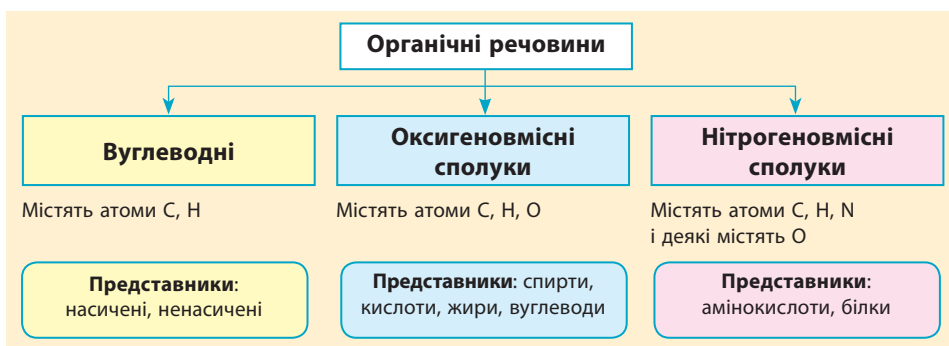 Органічні речовини
Вуглеводні
Оксигеновмісні
сполуки
Нітрогеновмісні
сполуки
Містять атоми C, H
Містять атоми C, H, O
Містять атоми C, H, N
і деякі містять O
Представники:
насичені, ненасичені
Представники: спирти,
кислоти, жири, вуглеводи
Представники:
амінокислоти, білки